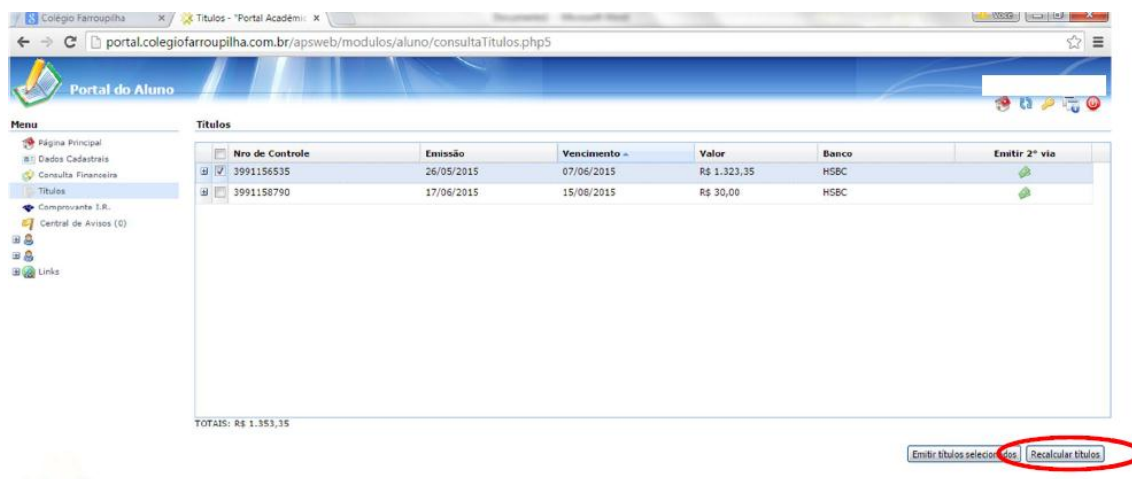 Colégio Farroupilha
Titulos - "Portal Acadêmic
portal.colegiofarroupilha.com.br/apsweb/modulos/aluno/consultaTitulos.php5
Portal do Aluno
Menu
Página Principal
Dados Cadastrais
Consulta Financeira
Titulos
Comprovante I.R.
Central de Avisos (0)
Links
Titulos
Nro de Controle Emissão Vencimento Valor Banco Emitir 2ª via
3991156535 26/05/2015 07/06/2015 R$ 1.323,35 HSBC
3991158790 17/06/2015 15/08/2015 R$ 30,00 HSBC
TOTAIS: R$ 1.353,35
Emitir títulos selecionados Recalcular títulos